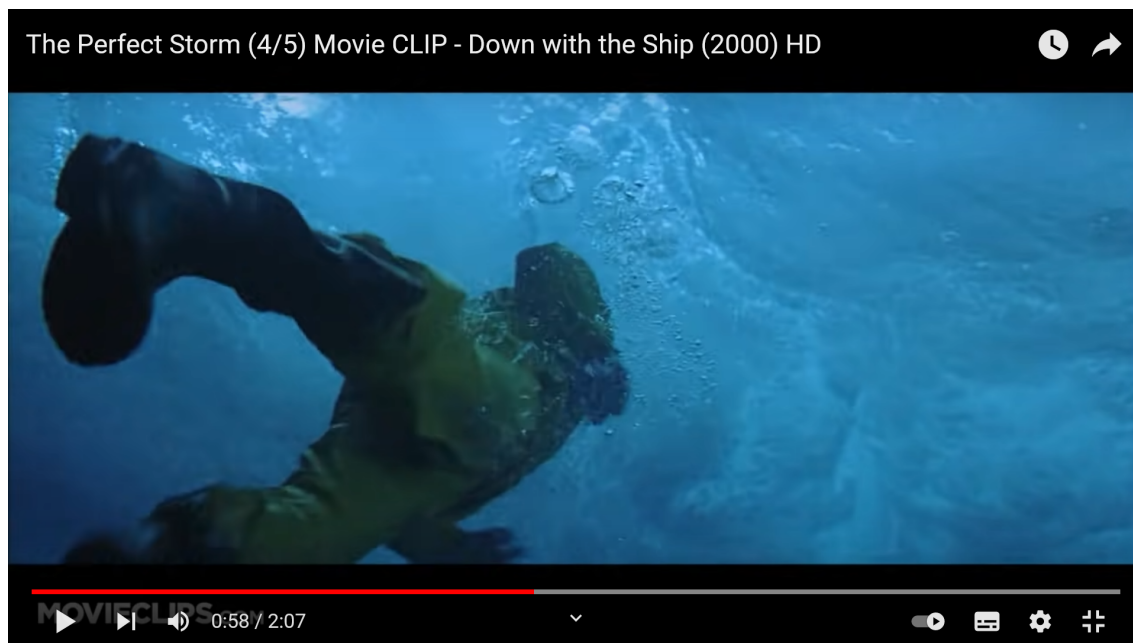 The Perfect Storm (4/5) Movie CLIP - Down with the Ship (2000) HD
MOVIECLIPS.COM
0:58 / 2:07